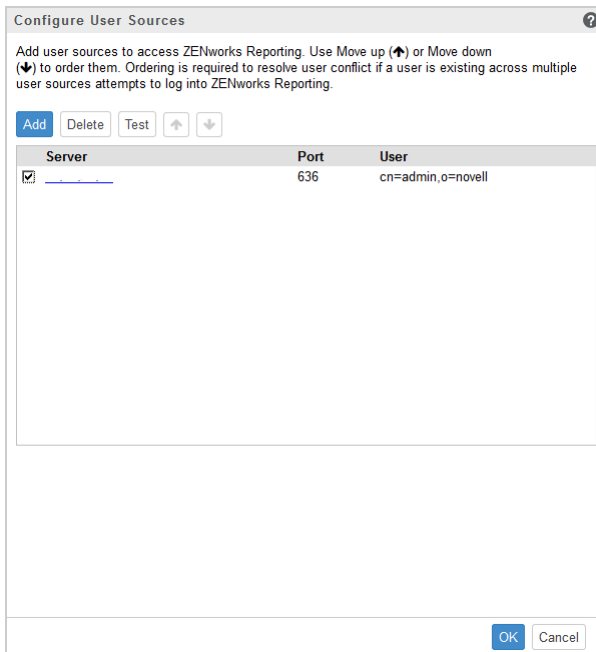 Configure User Sources
Add user sources to access ZENworks Reporting. Use Move up (↑) or Move down
(↓) to order them. Ordering is required to resolve user conflict if a user is existing across multiple
user sources attempts to log into ZENworks Reporting.
Add Delete Test
Server Port User
636 cn=admin,o=novell
OK Cancel